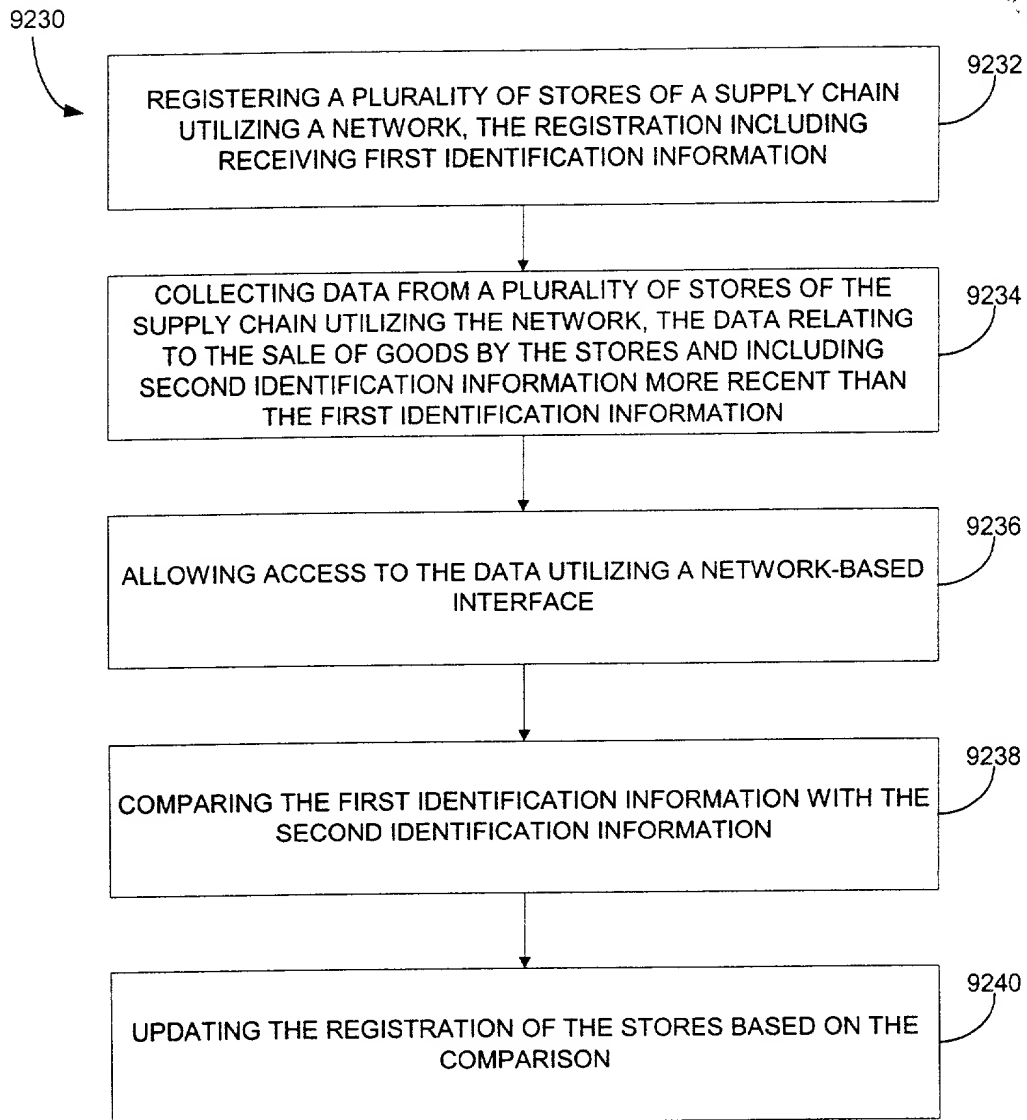 9230
REGISTERING A PLURALITY OF STORES OF A SUPPLY CHAIN
UTILIZING A NETWORK, THE REGISTRATION INCLUDING
RECEIVING FIRST IDENTIFICATION INFORMATION
9232
COLLECTING DATA FROM A PLURALITY OF STORES OF THE
SUPPLY CHAIN UTILIZING THE NETWORK, THE DATA RELATING
TO THE SALE OF GOODS BY THE STORES AND INCLUDING
SECOND IDENTIFICATION INFORMATION MORE RECENT THAN
THE FIRST IDENTIFICATION INFORMATION
9234
ALLOWING ACCESS TO THE DATA UTILIZING A NETWORK-BASED
INTERFACE
9236
COMPARING THE FIRST IDENTIFICATION INFORMATION WITH THE
SECOND IDENTIFICATION INFORMATION
9238
UPDATING THE REGISTRATION OF THE STORES BASED ON THE
COMPARISON
9240